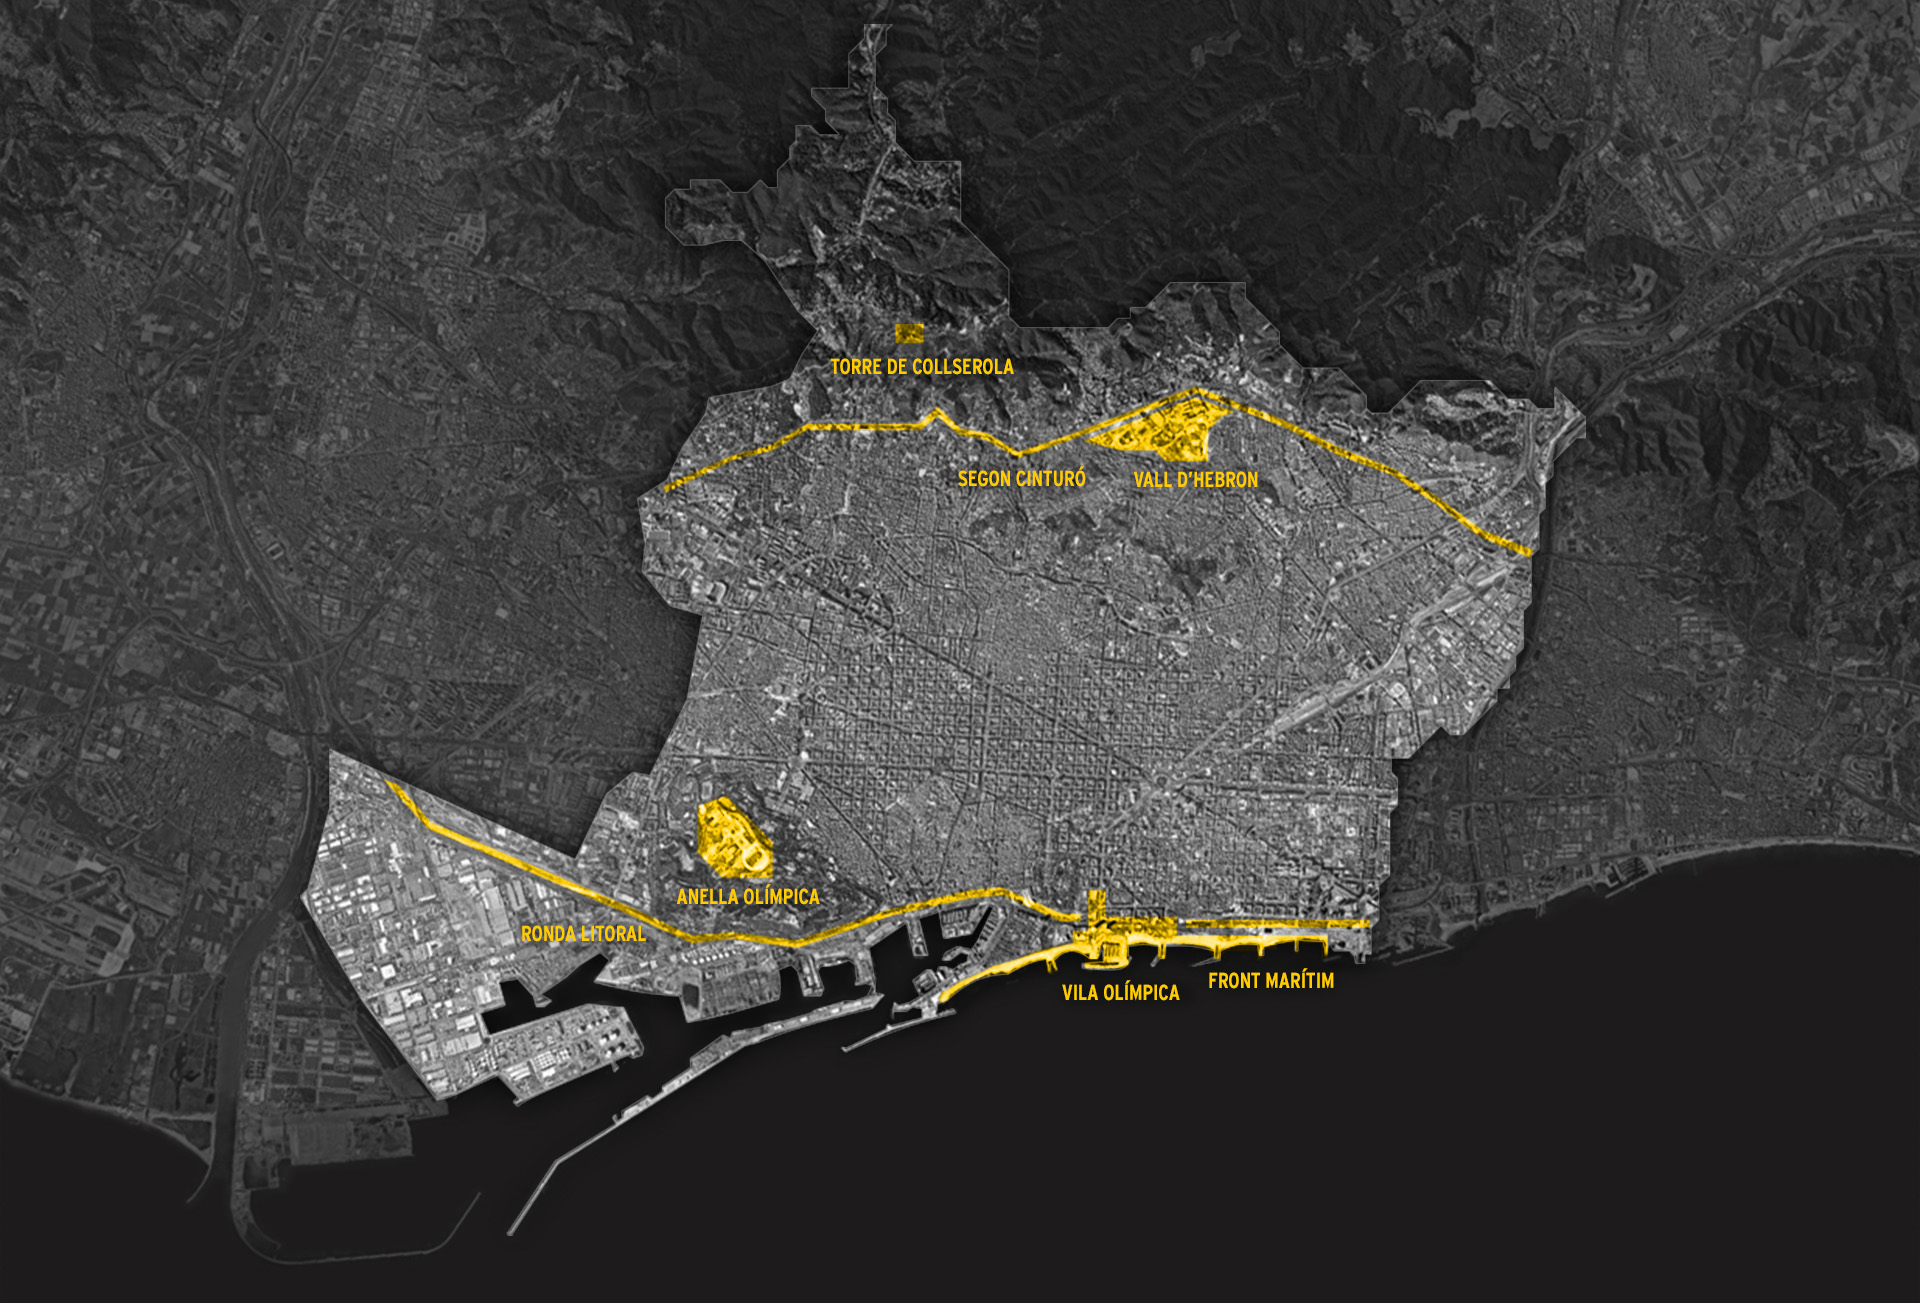 TORRE DE COLLSEROLA
SEGON CINTURÓ
VALL D'HEBRON
ANELLA OLÍMPICA
RONDA LITORAL
FRONT MARÍTIM
VILA OLÍMPICA